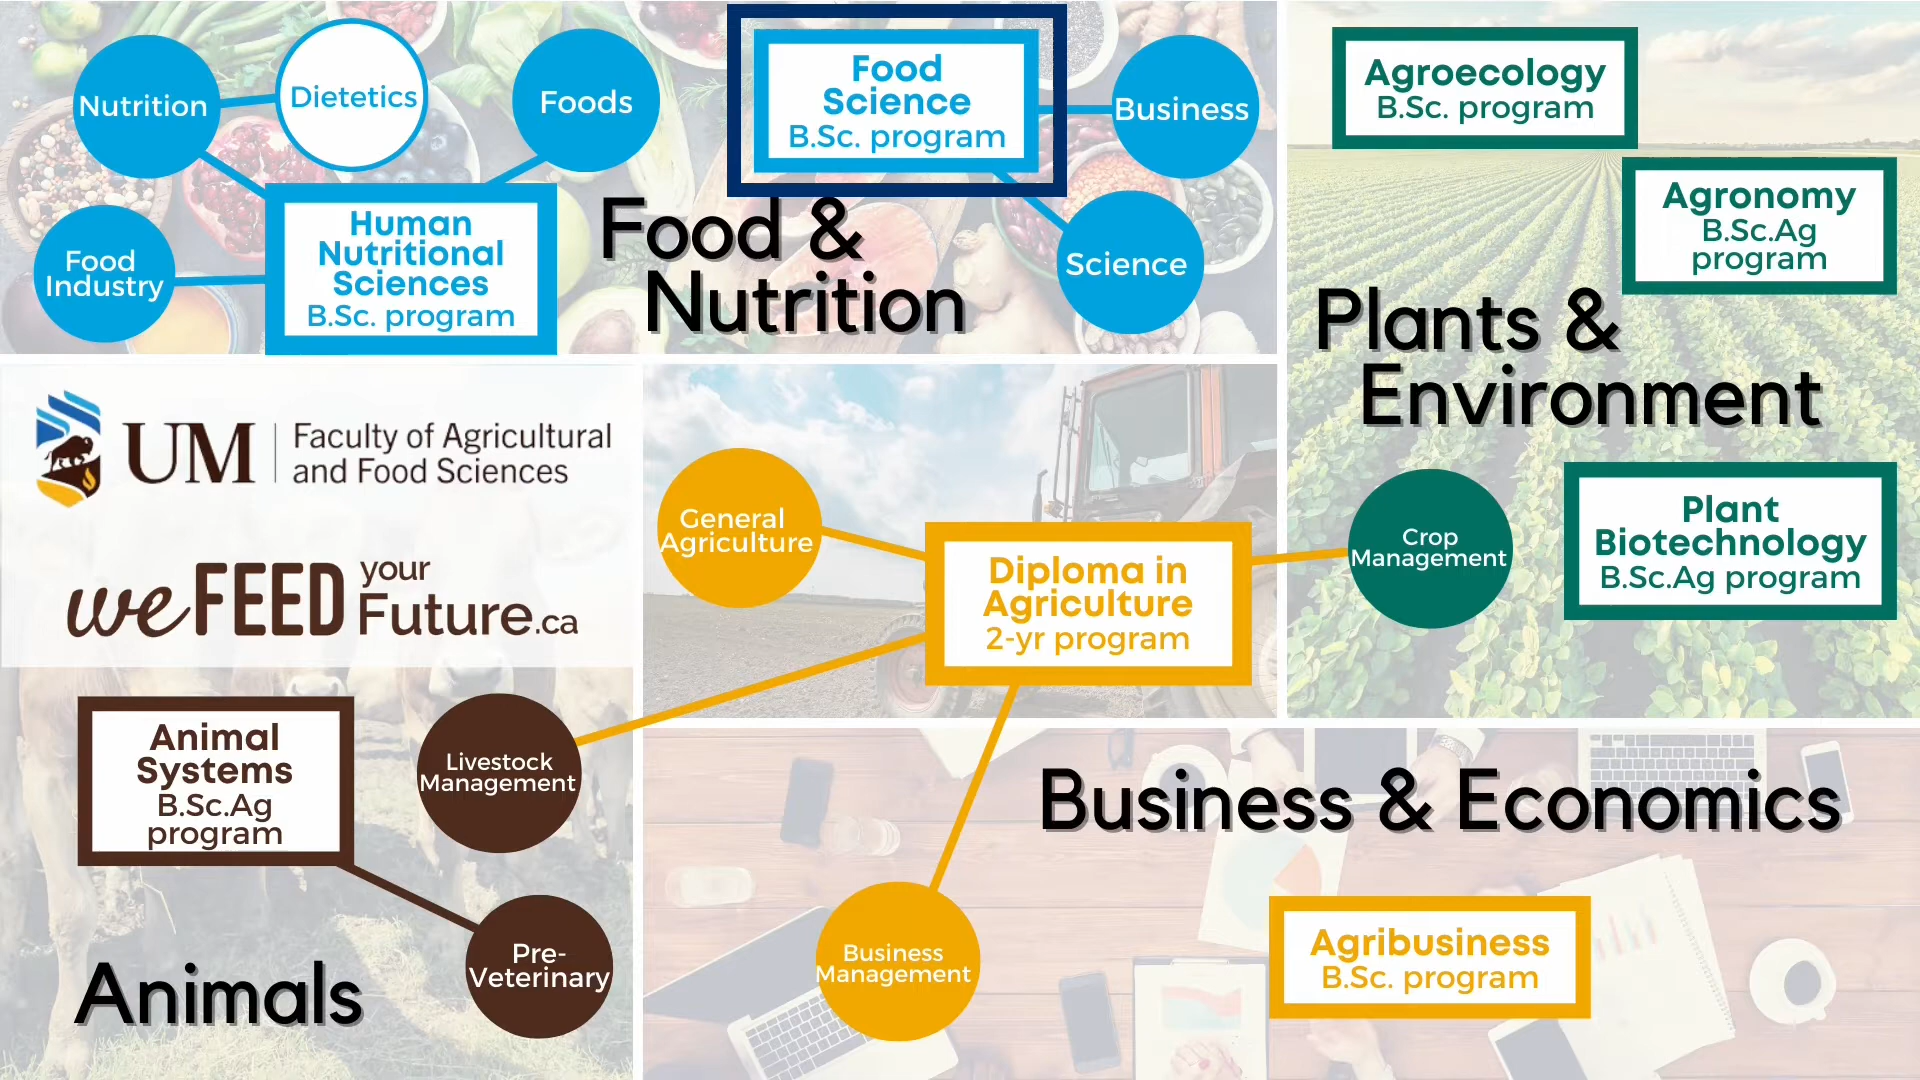 Nutrition
Dietetics
Foods
Food
Industry
Human
Nutritional
Sciences
B.Sc. program
Food
Science
B.Sc. program
Business
Science
Food &
Nutrition
Agroecology
B.Sc. program
Agronomy
B.Sc.Ag
program
Plants &
Environment
Crop
Management
Plant
Biotechnology
B.Sc.Ag program
UM
Faculty of Agricultural
and Food Sciences
we FEED your
Future.ca
General
Agriculture
Diploma in
Agriculture
2-yr program
Animal
Systems
B.Sc.Ag
program
Livestock
Management
Pre-
Veterinary
Animals
Business & Economics
Business
Management
Agribusiness
B.Sc. program